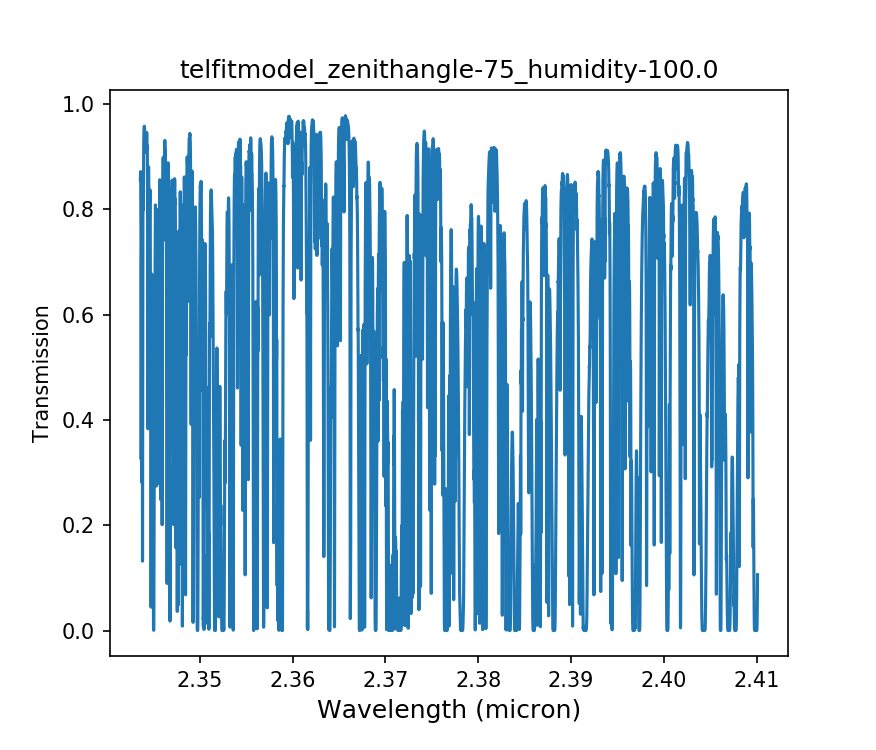 telfitmodel_zenithangle-75_humidity-100.0
1.0
0.8
0.6
0.4
0.2
0.0
Transmission
2.35 2.36 2.37 2.38 2.39 2.40 2.41
Wavelength (micron)